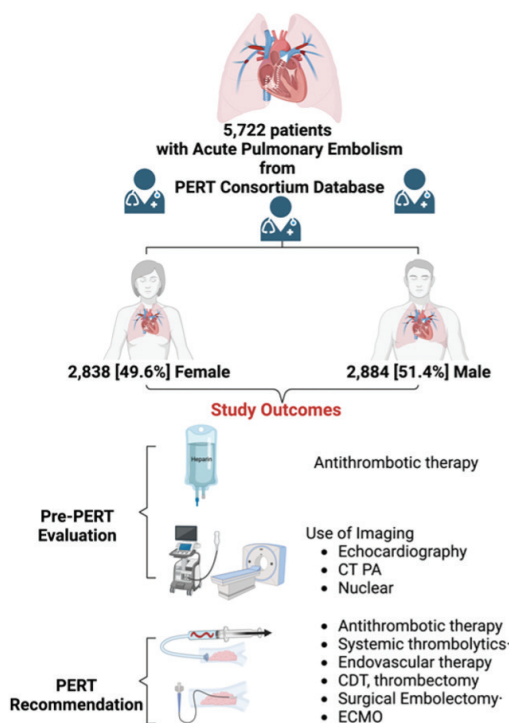 5,722 patients
with Acute Pulmonary Embolism
from
PERT Consortium Database
2,838 [49.6%] Female
2,884 [51.4%] Male
Study Outcomes
Pre-PERT
Evaluation
Heparin
Antithrombotic therapy
Use of Imaging
• Echocardiography
• CT PA
• Nuclear
PERT
Recommendation
• Antithrombotic therapy
• Systemic thrombolytics·
• Endovascular therapy
• CDT, thrombectomy
• Surgical Embolectomy·
• ECMO